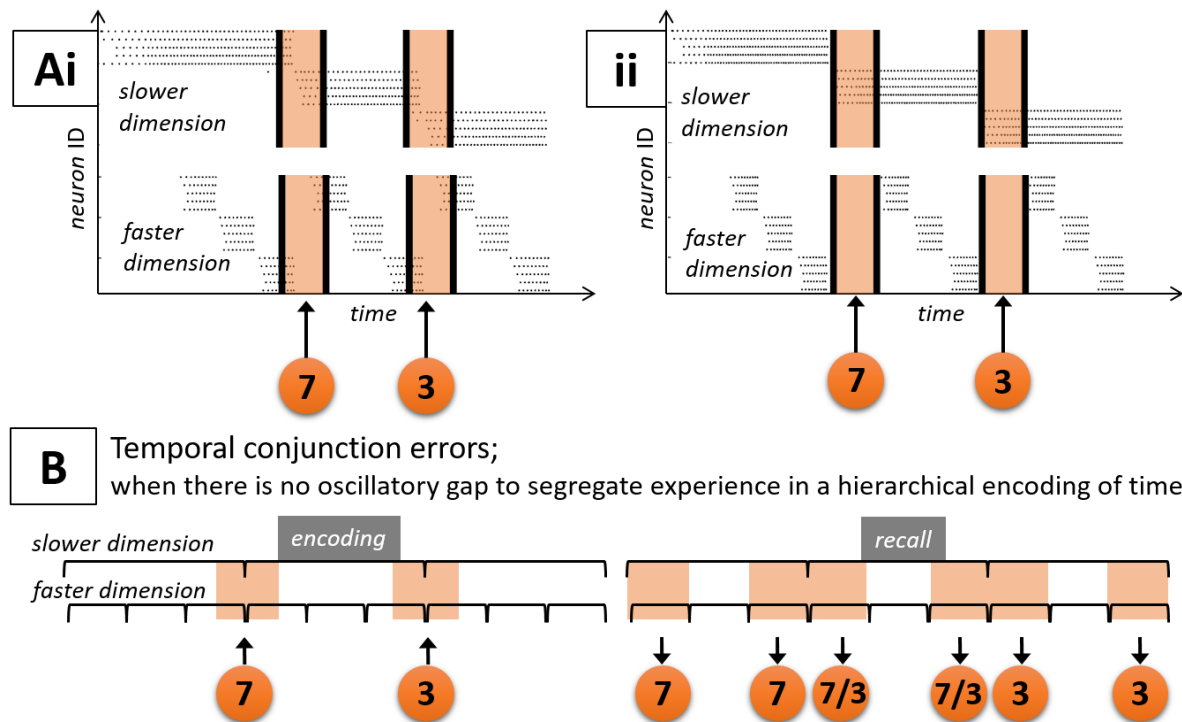 Ai
slower
dimension
faster
dimension
neuron ID
time
7
3
ii
slower
dimension
faster
dimension
neuron ID
time
7
3
B
Temporal conjunction errors;
when there is no oscillatory gap to segregate experience in a hierarchical encoding of time
slower dimension
encoding
recall
faster dimension
7
3
7
7
7/3
7/3
3
3